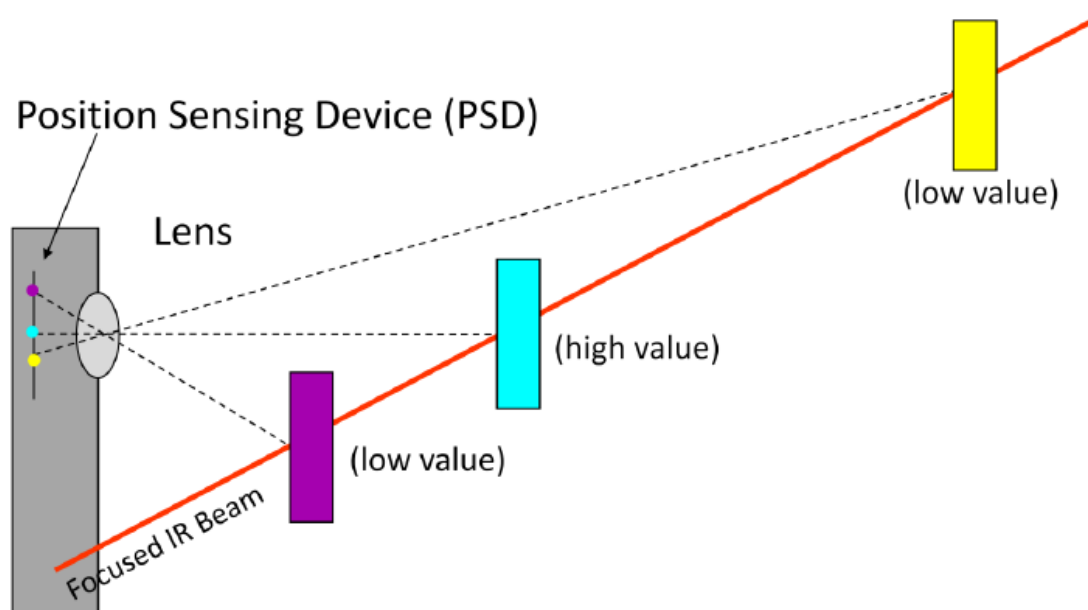 Position Sensing Device (PSD)
Lens
(low value)
(high value)
(low value)
Focused IR Beam